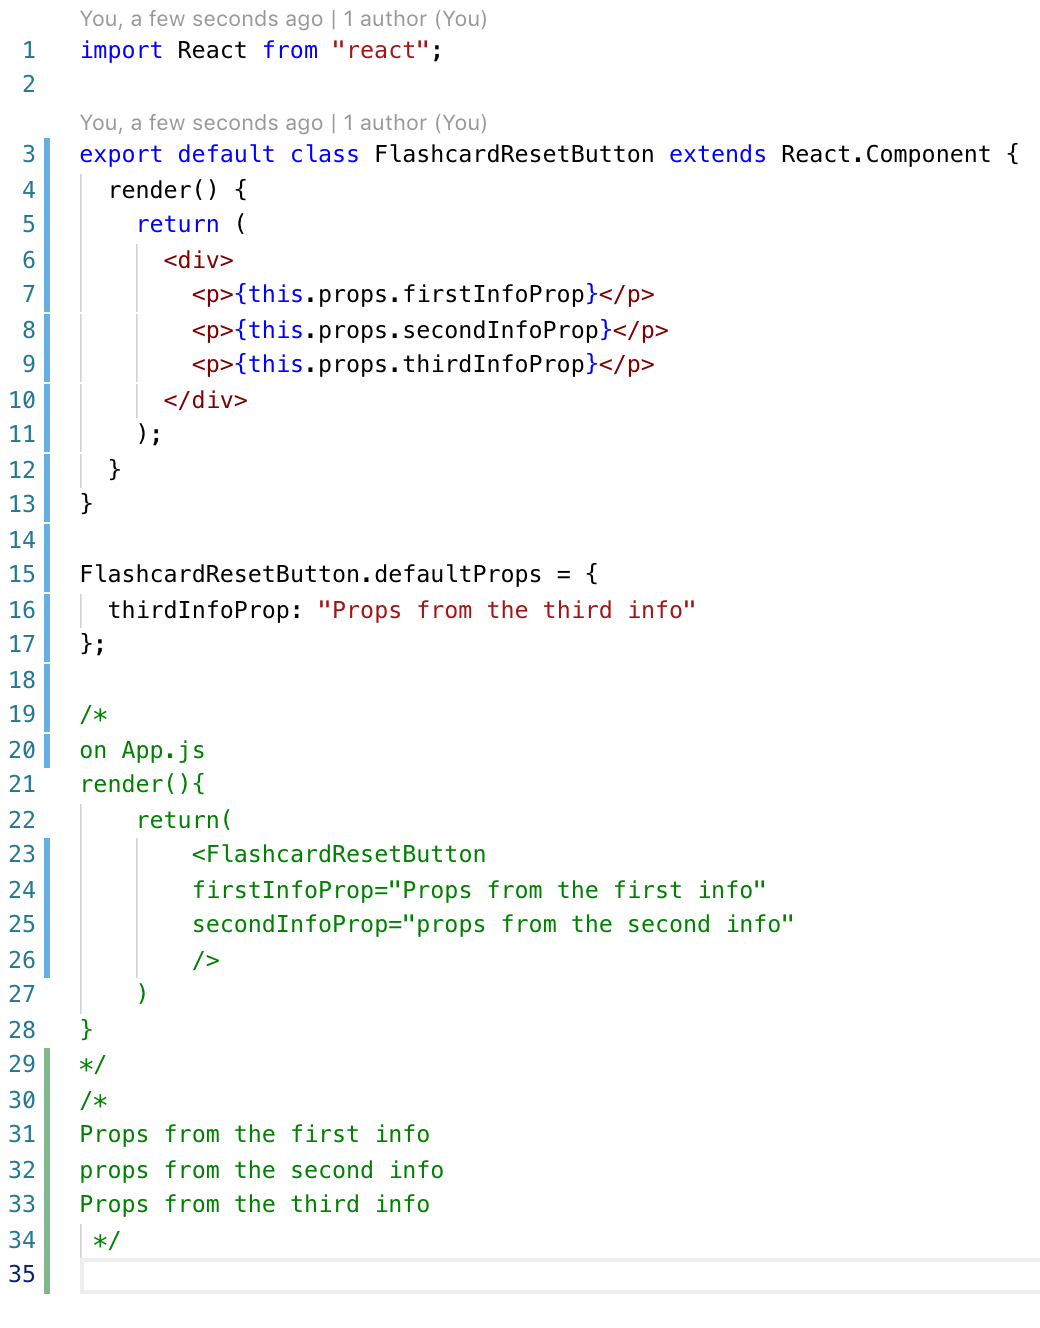 You, a few seconds ago | 1 author (You)
1 import React from "react";
2
You, a few seconds ago | 1 author (You)
3 export default class FlashcardResetButton extends React.Component {
4   render() {
5     return (
6       <div>
7         <p>{this.props.firstInfoProp}</p>
8         <p>{this.props.secondInfoProp}</p>
9         <p>{this.props.thirdInfoProp}</p>
10       </div>
11     );
12   }
13 }
14
15 FlashcardResetButton.defaultProps = {
16   thirdInfoProp: "Props from the third info"
17 };
18
19 /*
20 on App.js
21 render(){
22     return(
23         <FlashcardResetButton
24         firstInfoProp="Props from the first info"
25         secondInfoProp="props from the second info"
26         />
27     )
28 }
29 */
30 /*
31 Props from the first info
32 props from the second info
33 Props from the third info
34  */
35